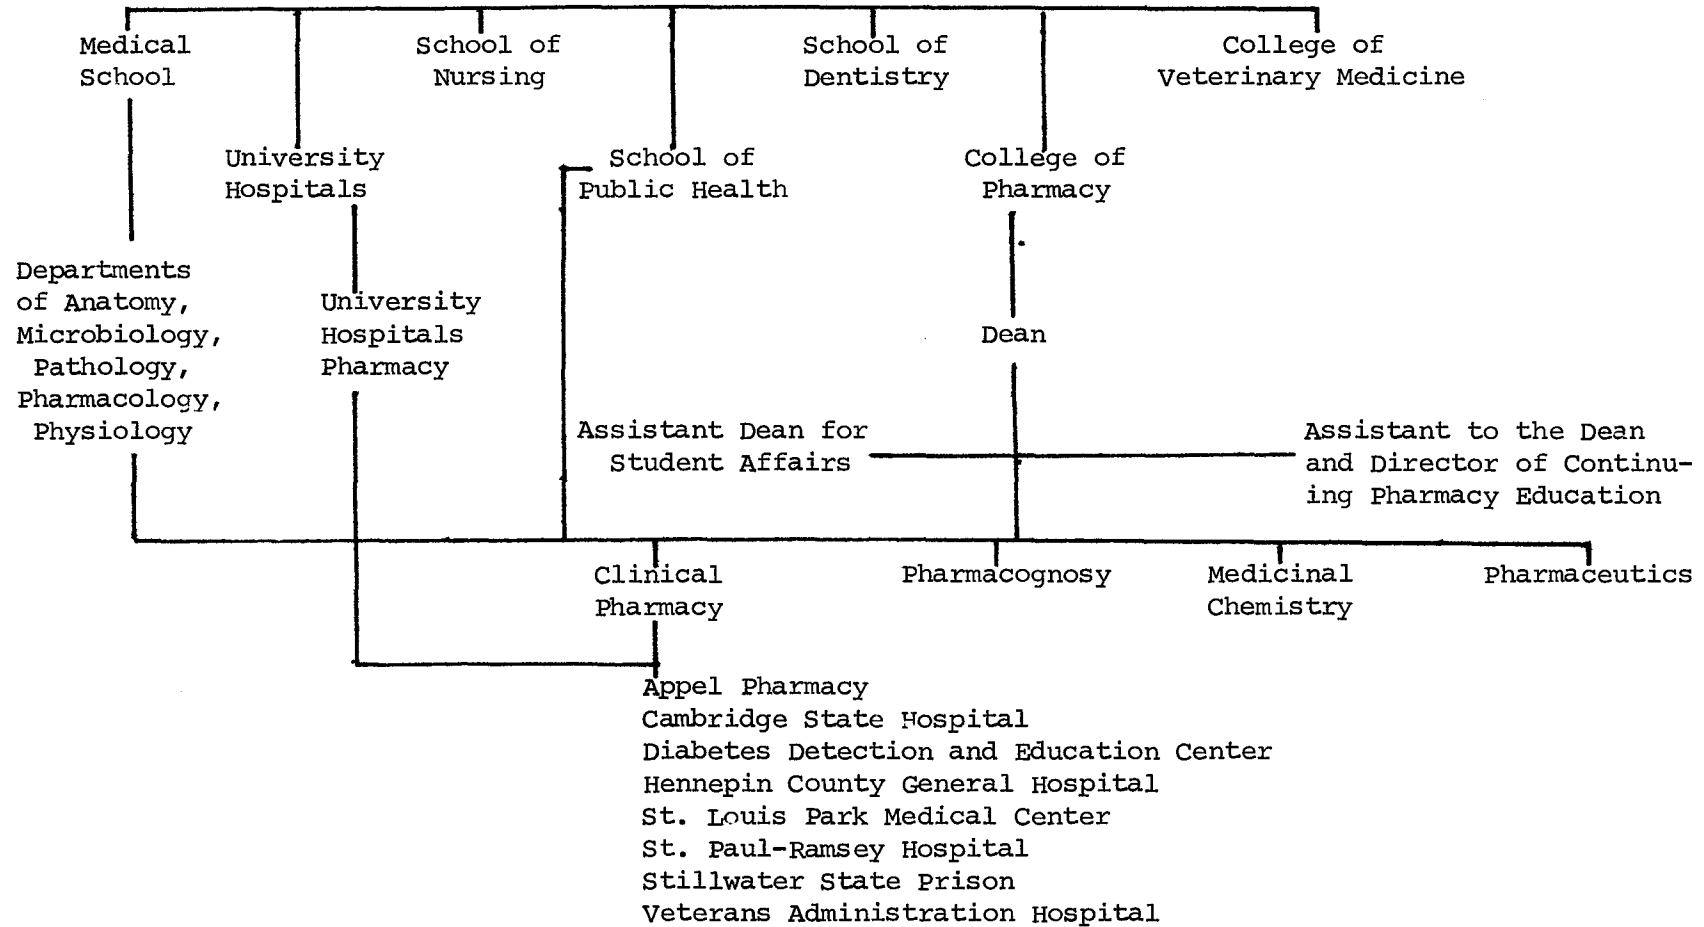 Medical
School
School of
Nursing
School of
Dentistry
College of
Veterinary Medicine
University
Hospitals
School of
Public Health
College of
Pharmacy
Departments
of Anatomy,
Microbiology,
Pathology,
Pharmacology,
Physiology
University
Hospitals
Pharmacy
Dean
Assistant Dean for
Student Affairs
Assistant to the Dean
and Director of Continu-
ing Pharmacy Education
Clinical
Pharmacy
Pharmacognosy
Medicinal
Chemistry
Pharmaceutics
Appel Pharmacy
Cambridge State Hospital
Diabetes Detection and Education Center
Hennepin County General Hospital
St. Louis Park Medical Center
St. Paul-Ramsey Hospital
Stillwater State Prison
Veterans Administration Hospital